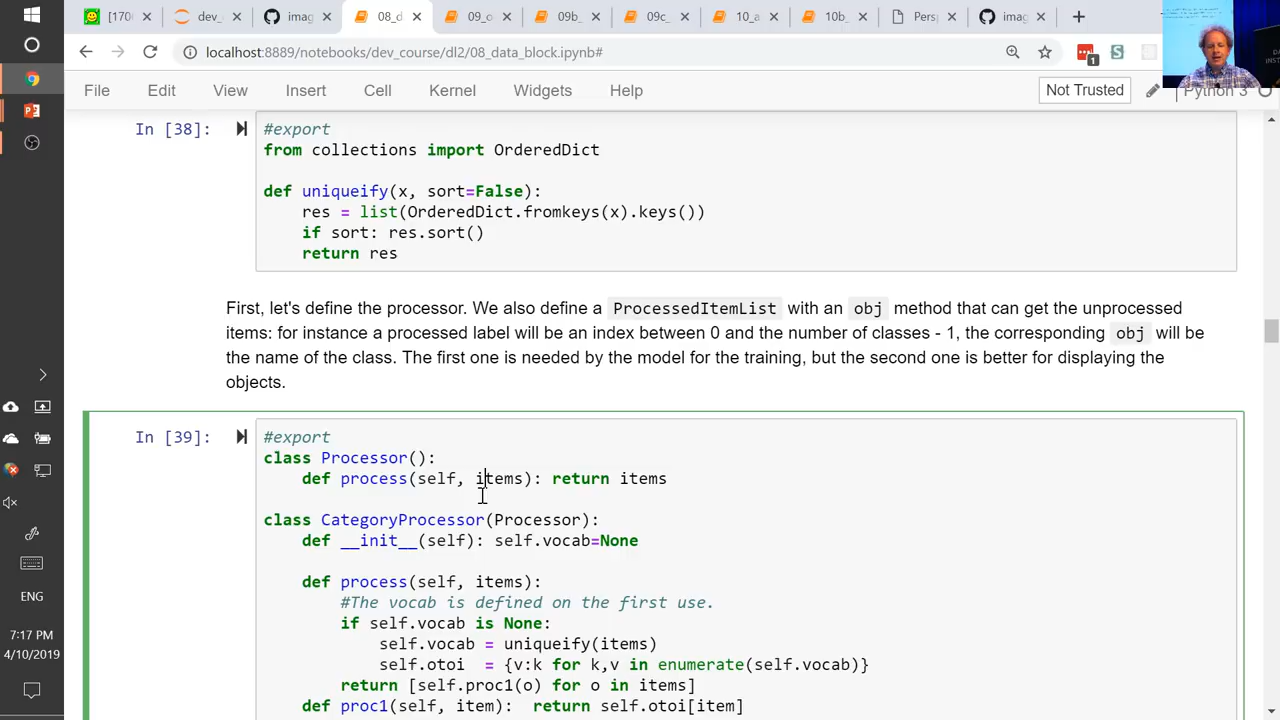 [170
dev_
imag
08_d
09_
09b_
09c_
10_a
10b_
Persp
imag
localhost:8889/notebooks/dev_course/dl2/08_data_block.ipynb#
1
S
File Edit View Insert Cell Kernel Widgets Help
Not Trusted
Python 3
In [38]:
#export
from collections import OrderedDict
def uniqueify(x, sort=False):
res = list(OrderedDict.fromkeys(x).keys())
if sort: res.sort()
return res
First, let's define the processor. We also define a ProcessedItemList with an obj method that can get the unprocessed
items: for instance a processed label will be an index between 0 and the number of classes - 1, the corresponding obj will be
the name of the class. The first one is needed by the model for the training, but the second one is better for displaying the
objects.
In [39]:
#export
class Processor():
def process(self, items): return items
class CategoryProcessor(Processor):
def __init__(self): self.vocab=None
def process(self, items):
#The vocab is defined on the first use.
if self.vocab is None:
self.vocab = uniqueify(items)
self.otoi = {v:k for k,v in enumerate(self.vocab)}
return [self.proc1(o) for o in items]
def proc1(self, item): return self.otoi[item]
ENG
7:17 PM
4/10/2019